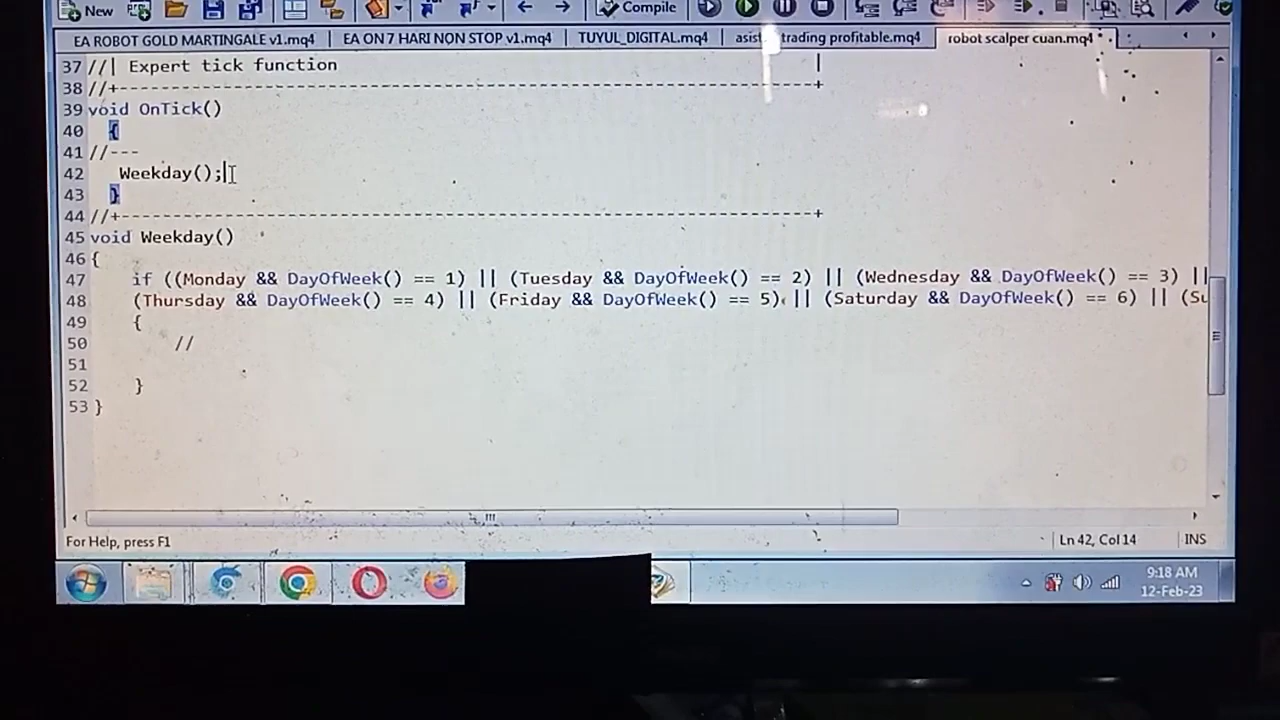 New
Compile
EA ROBOT GOLD MARTINGALE v1.mq4 | EA ON 7 HARI NON STOP v1.mq4 | TUYUL_DIGITAL.mq4 | trading profitable.mq4 | robot scalper cuan.mq4 *
37 //| Expert tick function |
38 //+------------------------------------------------------------------+
39 void OnTick()
40 {
41 //---
42 Weekday();
43 }
44 //+------------------------------------------------------------------+
45 void Weekday()
46 {
47 if ((Monday && DayOfWeek() == 1) || (Tuesday && DayOfWeek() == 2) || (Wednesday && DayOfWeek() == 3) ||
48 (Thursday && DayOfWeek() == 4) || (Friday && DayOfWeek() == 5) || (Saturday && DayOfWeek() == 6) || (Su
49 {
50 //
51
52 }
53 }
For Help, press F1
Ln 42, Col 14
INS
9:18 AM
12-Feb-23